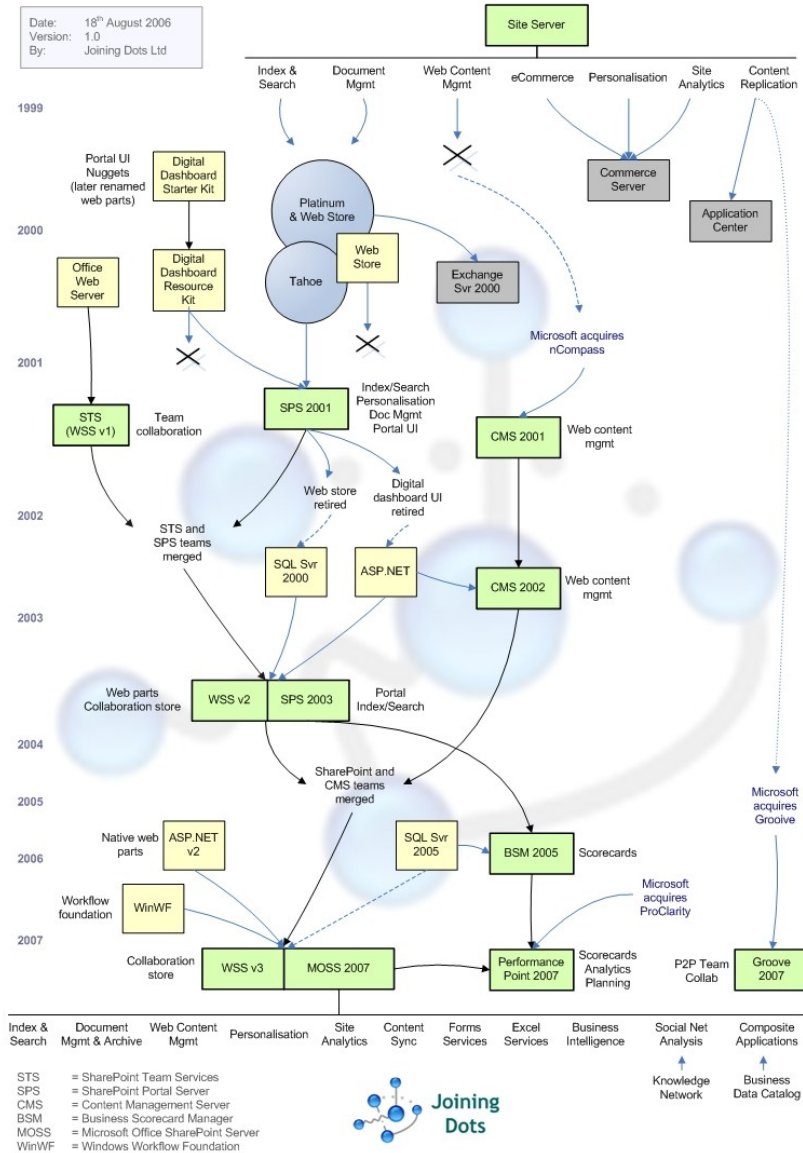 Date: 18th August 2006
Version: 1.0
By: Joining Dots Ltd
Site Server
Index &
Search
Document
Mgmt
Web Content
Mgmt
eCommerce
Personalisation
Site
Analytics
Content
Replication
1999
Portal UI
Nuggets
(later renamed
web parts)
Digital
Dashboard
Starter Kit
Platinum
& Web Store
Commerce
Server
Application
Center
2000
Office
Web
Server
Digital
Dashboard
Resource
Kit
Tahoe
Web
Store
Exchange
Svr 2000
Microsoft acquires
nCompass
2001
STS
(WSS v1)
Team
collaboration
SPS 2001
Index/Search
Personalisation
Doc Mgmt
Portal UI
CMS 2001
Web content
mgmt
Web store
retired
Digital
dashboard UI
retired
2002
STS and
SPS teams
merged
SQL Svr
2000
ASP.NET
CMS 2002
Web content
mgmt
2003
Web parts
Collaboration store
WSS v2
SPS 2003
Portal
Index/Search
2004
SharePoint and
CMS teams
merged
2005
Microsoft
acquires
Grooive
Native web
parts
ASP.NET
v2
SQL Svr
2005
BSM 2005
Scorecards
2006
Workflow
foundation
WinWF
Microsoft
acquires
ProClarity
2007
Collaboration
store
WSS v3
MOSS 2007
Performance
Point 2007
Scorecards
Analytics
Planning
P2P Team
Collab
Groove
2007
Index &
Search
Document
Mgmt & Archive
Web Content
Mgmt
Personalisation
Site
Analytics
Content
Sync
Forms
Services
Excel
Services
Business
Intelligence
Social Net
Analysis
Composite
Applications
Knowledge
Network
Business
Data Catalog
STS = SharePoint Team Services
SPS = SharePoint Portal Server
CMS = Content Management Server
BSM = Business Scorecard Manager
MOSS = Microsoft Office SharePoint Server
WinWF = Windows Workflow Foundation
Joining
Dots